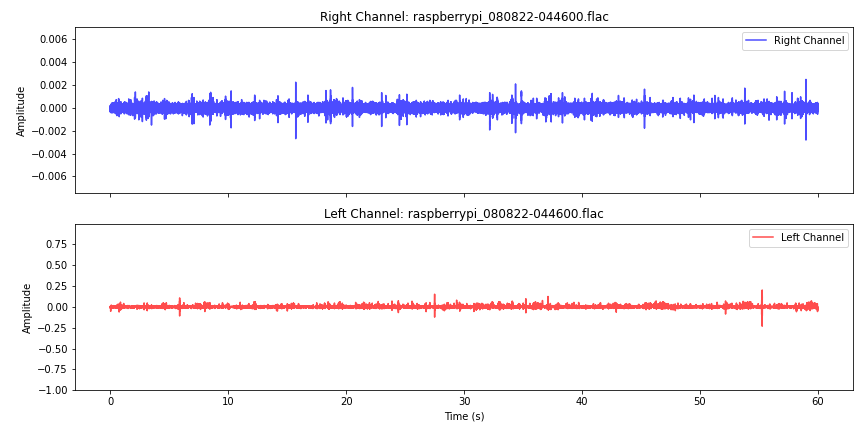 Right Channel: raspberrypi_080822-044600.flac
Right Channel
Amplitude
0.006
0.004
0.002
0.000
−0.002
−0.004
−0.006
Left Channel: raspberrypi_080822-044600.flac
Left Channel
Amplitude
0.75
0.50
0.25
0.00
−0.25
−0.50
−0.75
−1.00
0 10 20 30 40 50 60
Time (s)